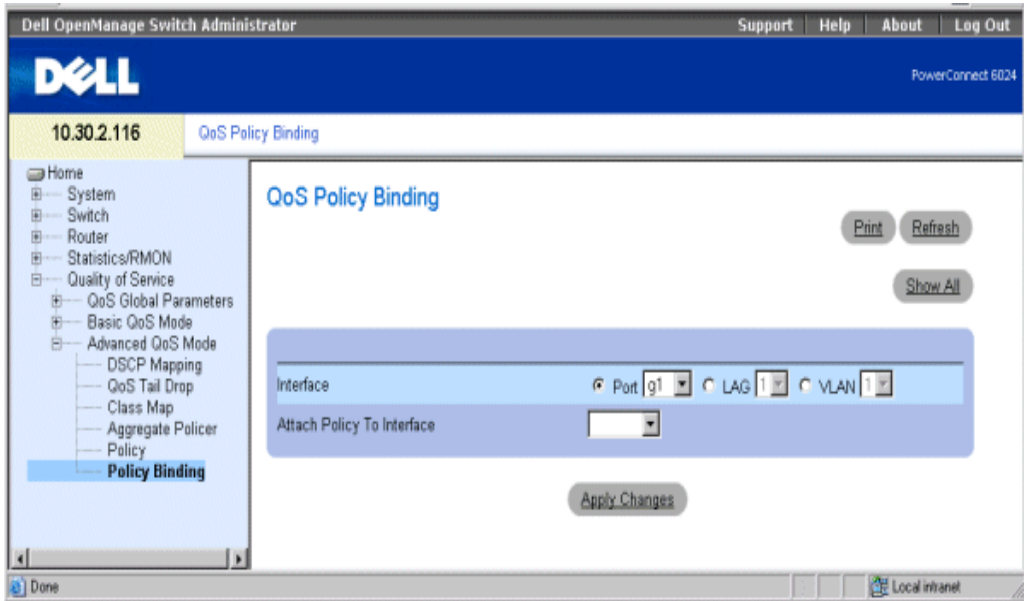 Dell OpenManage Switch Administrator Support Help About Log Out
DELL
PowerConnect 6024
10.30.2.116 QoS Policy Binding
Home
System
Switch
Router
Statistics/RMON
Quality of Service
QoS Global Parameters
Basic QoS Mode
Advanced QoS Mode
DSCP Mapping
QoS Tail Drop
Class Map
Aggregate Policer
Policy
Policy Binding
QoS Policy Binding
Print Refresh
Show All
Interface Port g1 LAG 1 VLAN 1
Attach Policy To Interface
Apply Changes
Done Local intranet